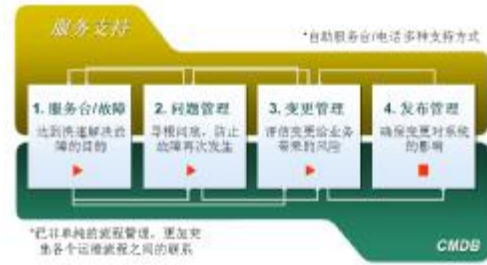 服务支持
*自助服务台/电话多种支持方式
1. 服务台/故障
达到快速解决故
障的目的
2. 问题管理
寻根问底，防止
故障再次发生
3. 变更管理
评估变更给业务
带来的风险
4. 发布管理
确保变更对系统
的影响
*已非单纯的流程管理，更加突
出各个运维流程之间的联系
CMDB